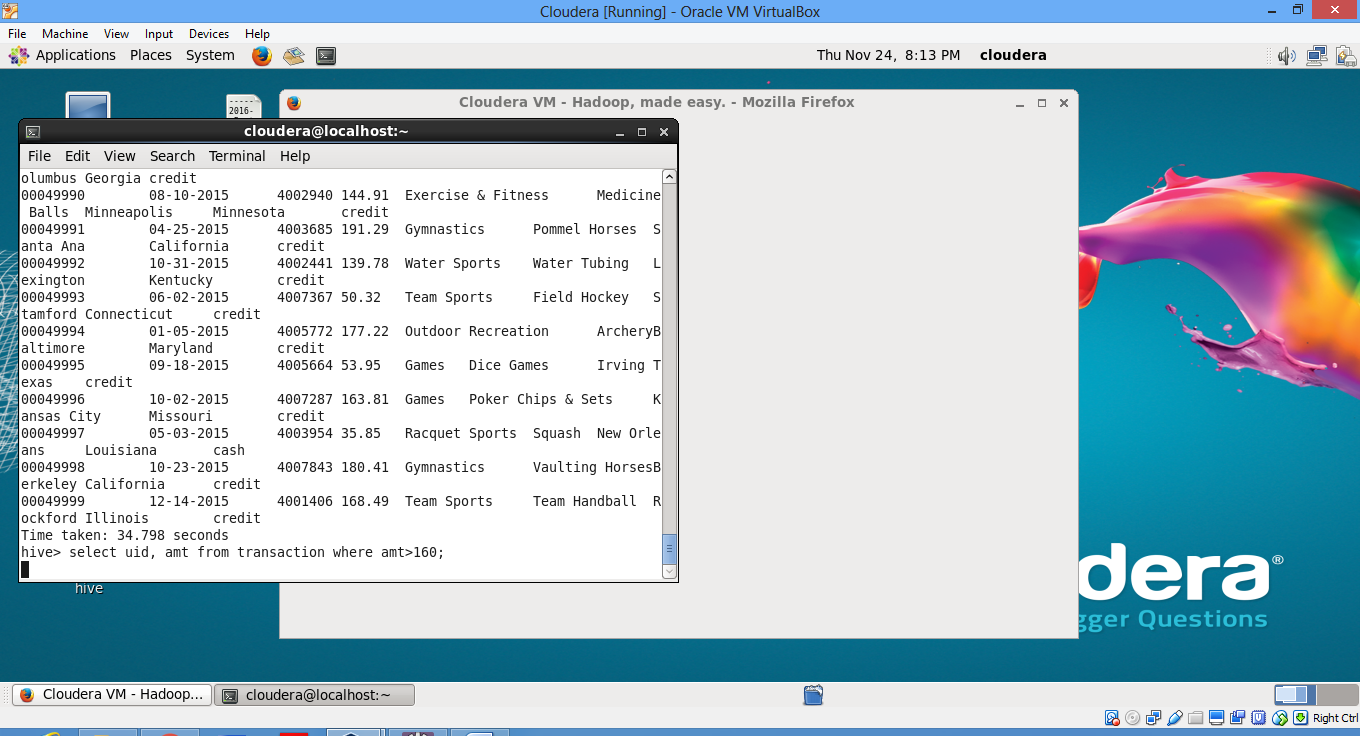 Cloudera [Running] - Oracle VM VirtualBox
File Machine View Input Devices Help
Applications Places System Thu Nov 24, 8:13 PM cloudera
2016-
Cloudera VM - Hadoop, made easy. - Mozilla Firefox
cloudera@localhost:~
File Edit View Search Terminal Help
olumbus Georgia credit
00049990 08-10-2015 4002940 144.91 Exercise & Fitness Medicine
Balls Minneapolis Minnesota credit
00049991 04-25-2015 4003685 191.29 Gymnastics Pommel Horses S
anta Ana California credit
00049992 10-31-2015 4002441 139.78 Water Sports Water Tubing L
exington Kentucky credit
00049993 06-02-2015 4007367 50.32 Team Sports Field Hockey S
tamford Connecticut credit
00049994 01-05-2015 4005772 177.22 Outdoor Recreation ArcheryB
altimore Maryland credit
00049995 09-18-2015 4005664 53.95 Games Dice Games Irving T
exas credit
00049996 10-02-2015 4007287 163.81 Games Poker Chips & Sets K
ansas City Missouri credit
00049997 05-03-2015 4003954 35.85 Racquet Sports Squash New Orle
ans Louisiana cash
00049998 10-23-2015 4007843 180.41 Gymnastics Vaulting HorsesB
erkeley California credit
00049999 12-14-2015 4001406 168.49 Team Sports Team Handball R
ockford Illinois credit
Time taken: 34.798 seconds
hive> select uid, amt from transaction where amt>160;
hive
dera®
gger Questions
Cloudera VM - Hadoop... cloudera@localhost:~
Right Ctrl